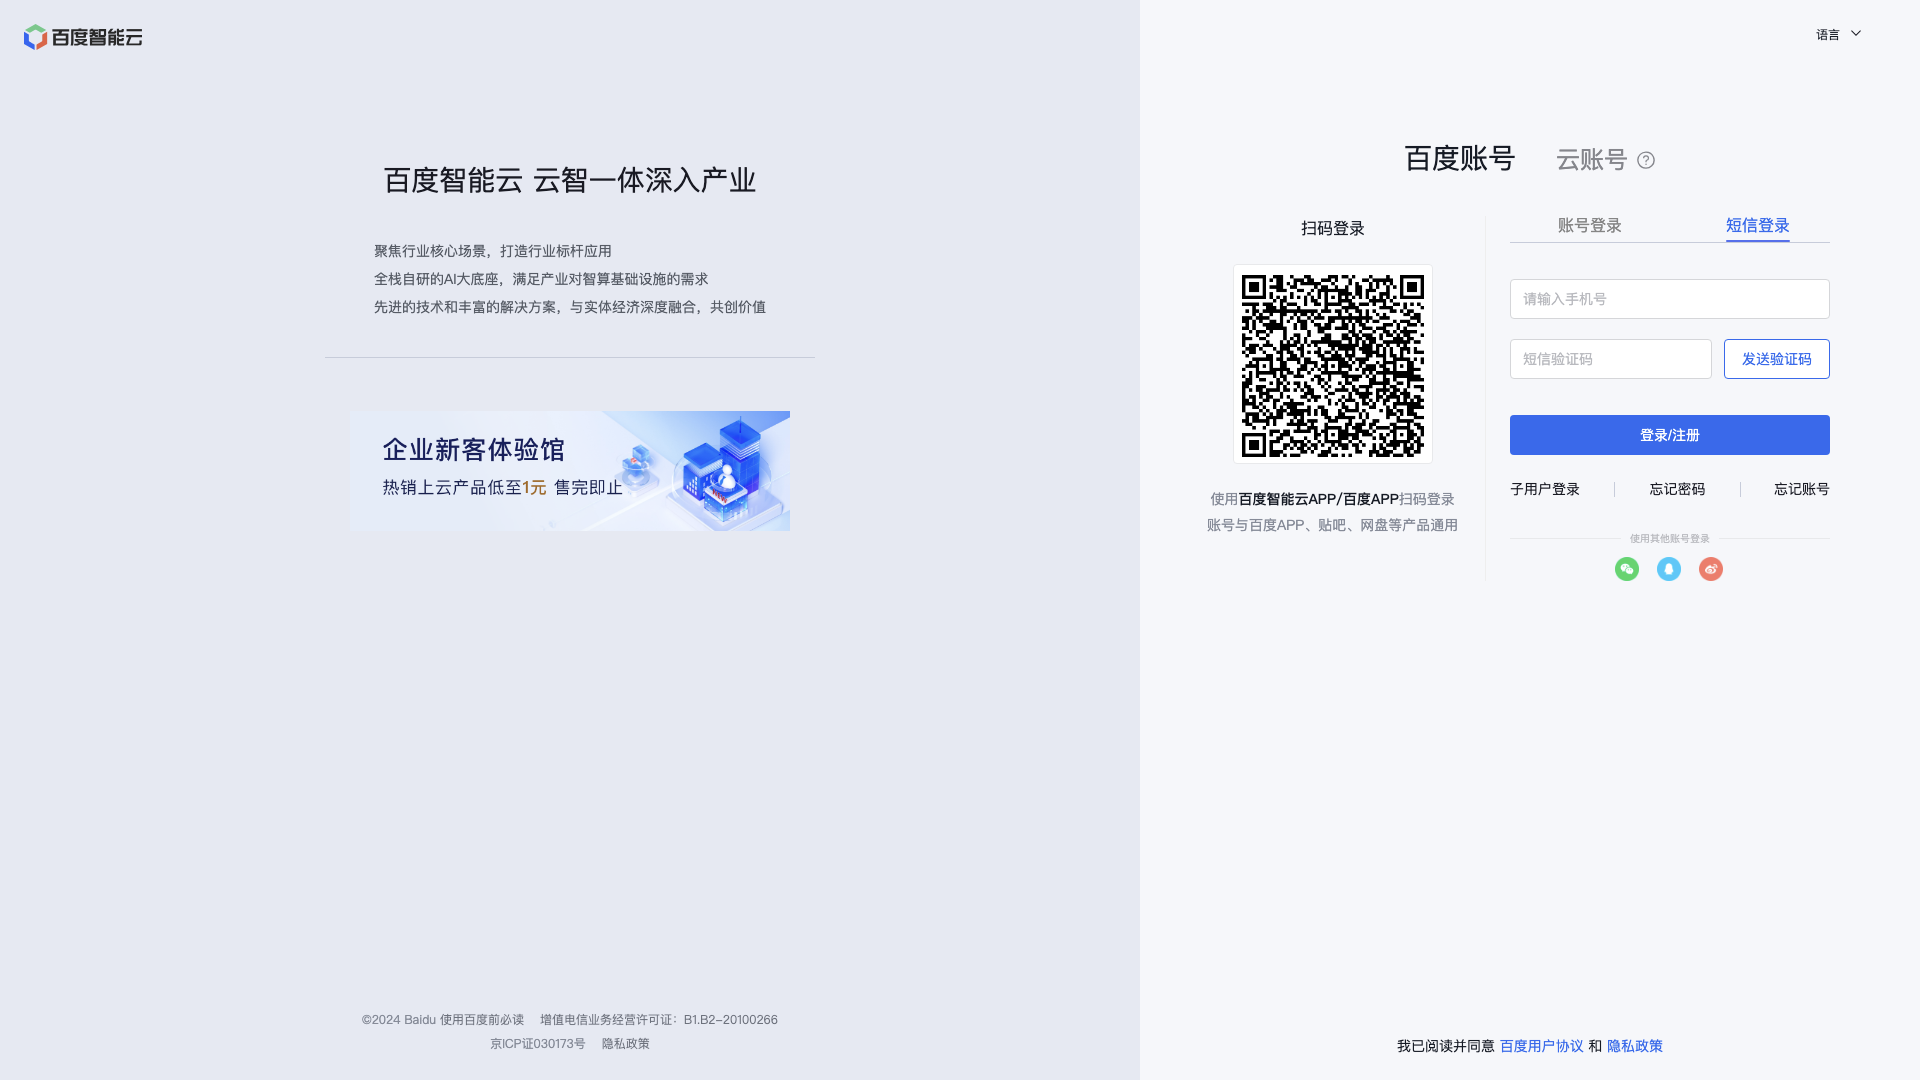 百度智能云
语言
百度智能云 云智一体深入产业
聚焦行业核心场景，打造行业标杆应用
全栈自研的AI大底座，满足产业对智算基础设施的需求
先进的技术和丰富的解决方案，与实体经济深度融合，共创价值
企业新客体验馆
热销上云产品低至1元 售完即止
©2024 Baidu 使用百度前必读 增值电信业务经营许可证：B1.B2-20100266
京ICP证030173号 隐私政策
百度账号 云账号
扫码登录
使用百度智能云APP/百度APP扫码登录
账号与百度APP、贴吧、网盘等产品通用
账号登录 短信登录
请输入手机号
短信验证码 发送验证码
登录/注册
子用户登录 忘记密码 忘记账号
使用其他账号登录
我已阅读并同意 百度用户协议 和 隐私政策